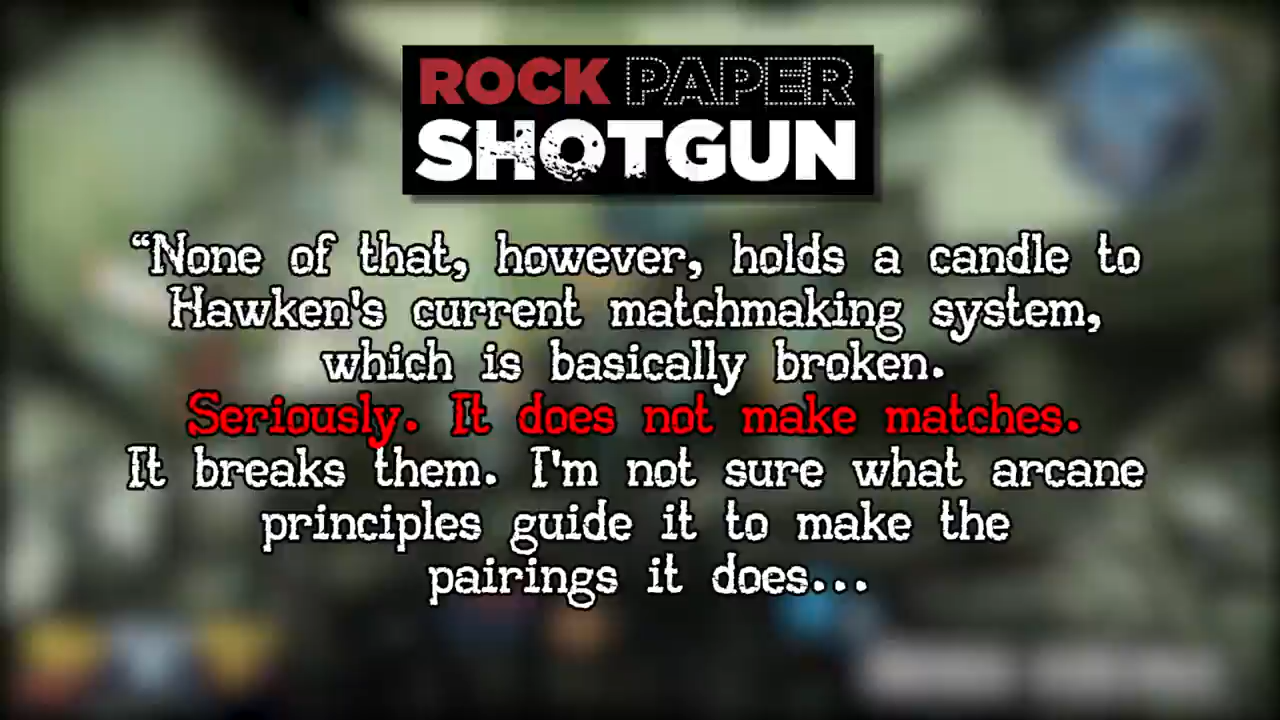 ROCK PAPER
SHOTGUN
“None of that, however, holds a candle to
Hawken's current matchmaking system,
which is basically broken.
Seriously. It does not make matches.
It breaks them. I'm not sure what arcane
principles guide it to make the
pairings it does...